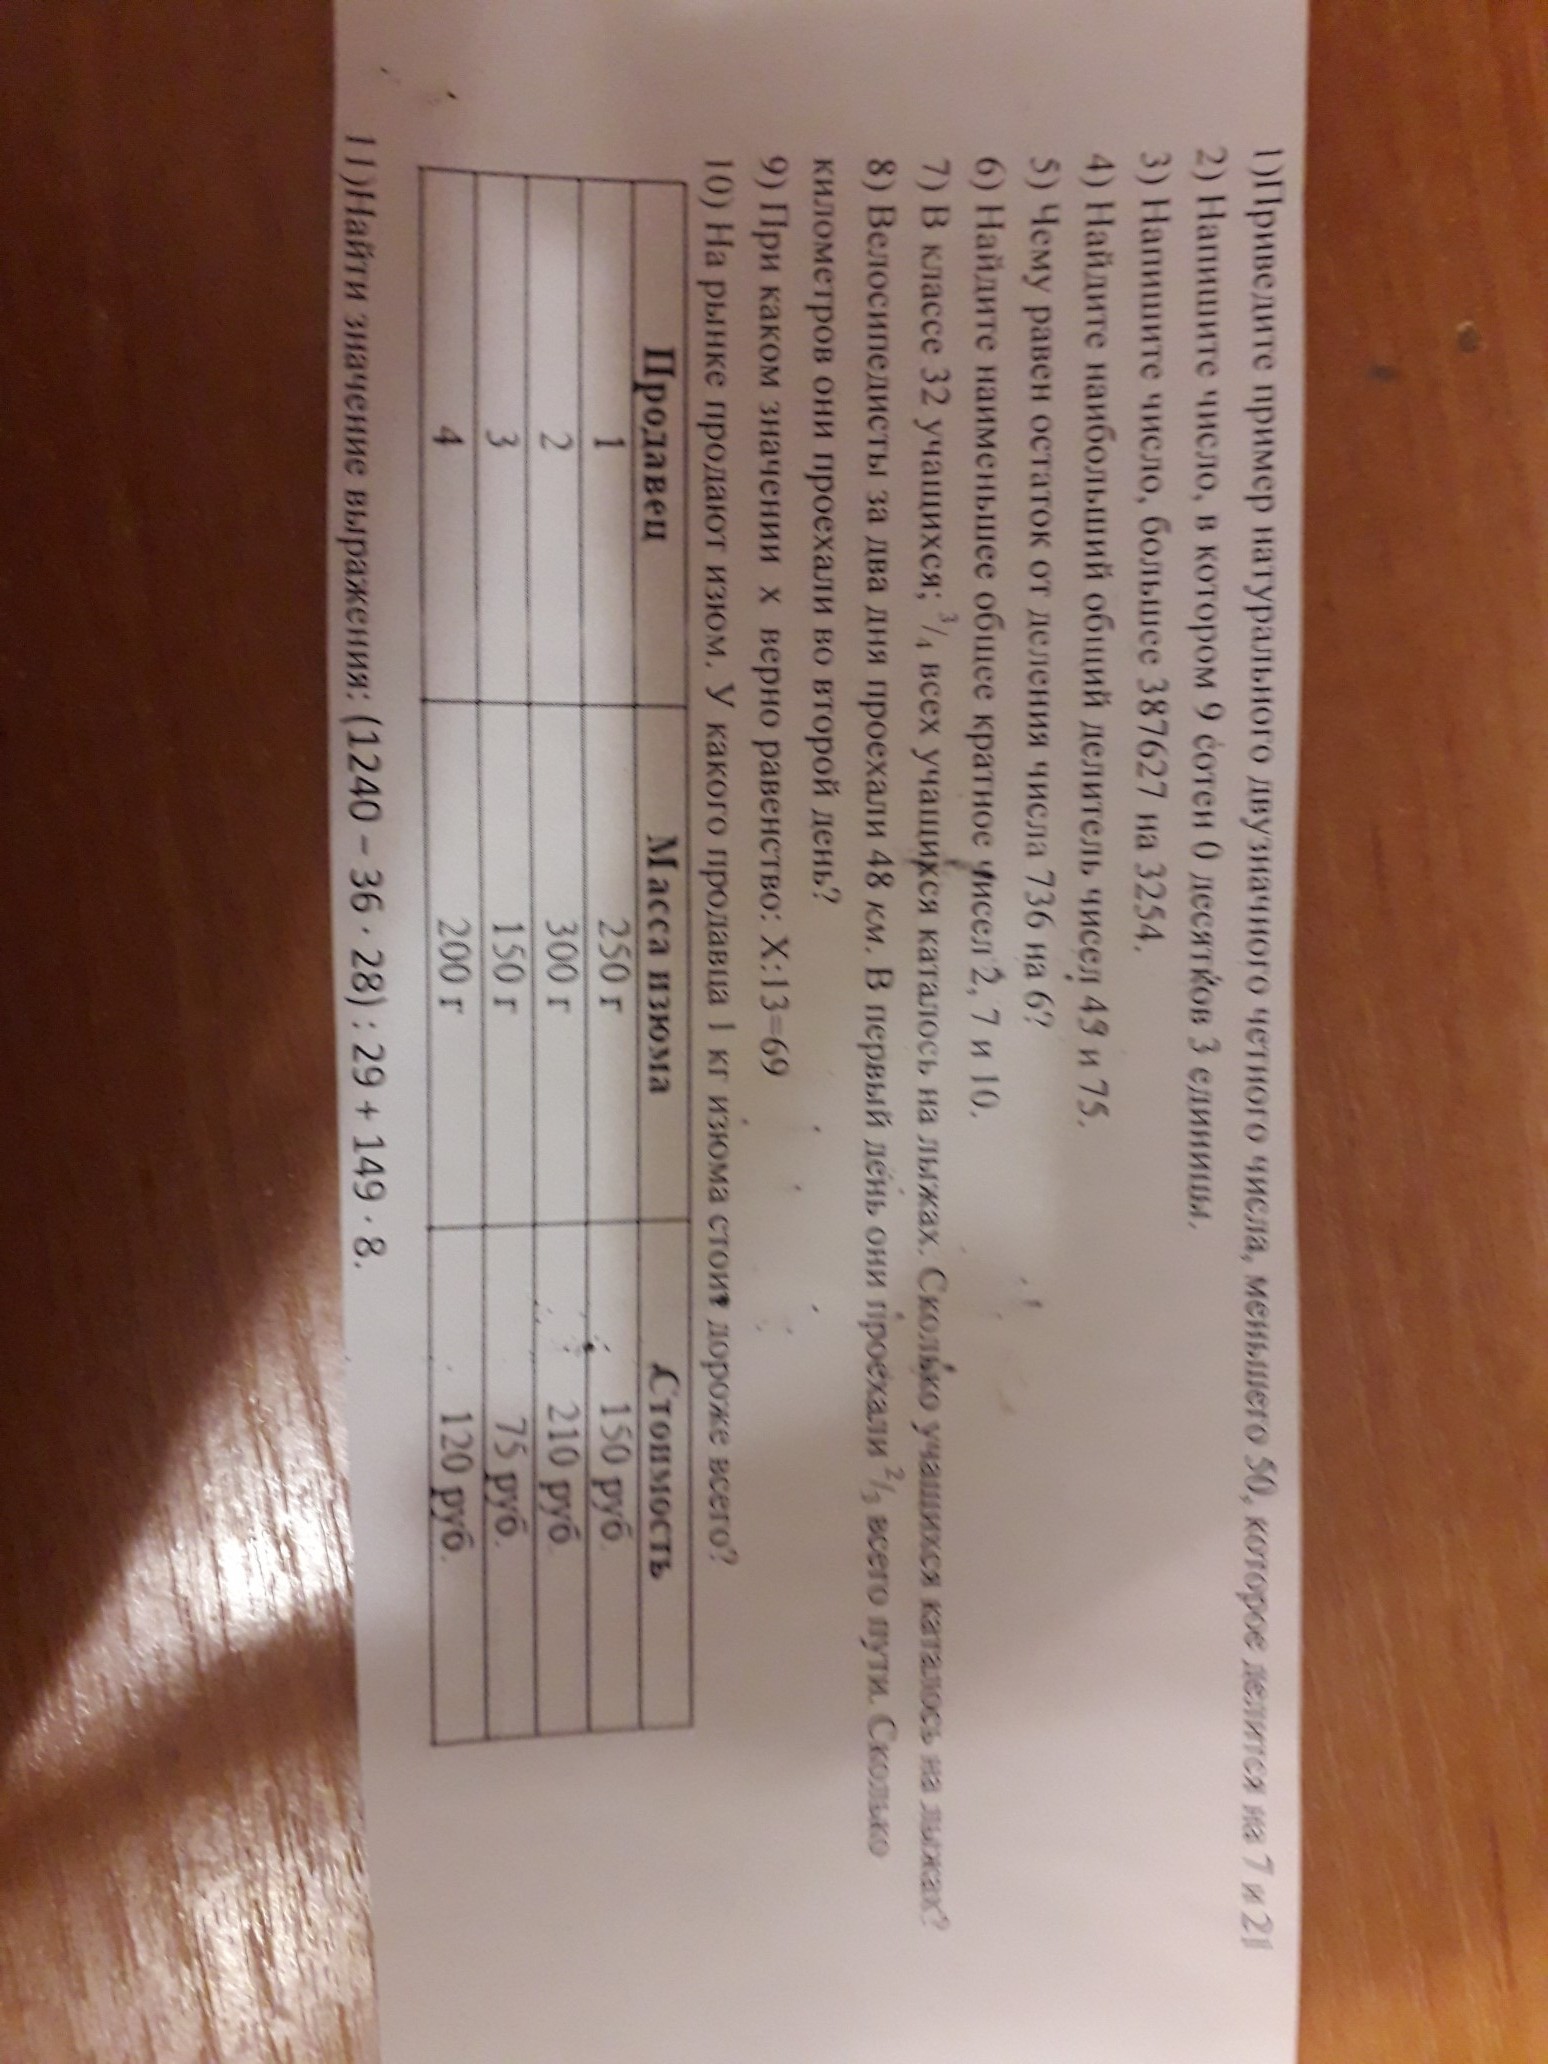 1)Приведите пример натурального двузначного четного числа, меньшего 50, которое делится на 7 и 21
2) Напишите число, в котором 9 сотен 0 десятков 3 единицы.
3) Напишите число, большее 387627 на 3254.
4) Найдите наибольший общий делитель чисел 49 и 75.
5) Чему равен остаток от деления числа 736 на 6?
6) Найдите наименьшее общее кратное чисел 2, 7 и 10.
7) В классе 32 учащихся; 3/4 всех учащихся каталось на лыжах. Сколько учащихся каталось на лыжах?
8) Велосипедисты за два дня проехали 48 км. В первый день они проехали 2/3 всего пути. Сколько
километров они проехали во второй день?
9) При каком значении х верно равенство: Х:13=69
10) На рынке продают изюм. У какого продавца 1 кг изюма стоит дороже всего?
Продавец Масса изюма Стоимость
1 250 г 150 руб.
2 300 г 210 руб.
3 150 г 75 руб.
4 200 г 120 руб.
11)Найти значение выражения: (1240 – 36 · 28) : 29 + 149 · 8.